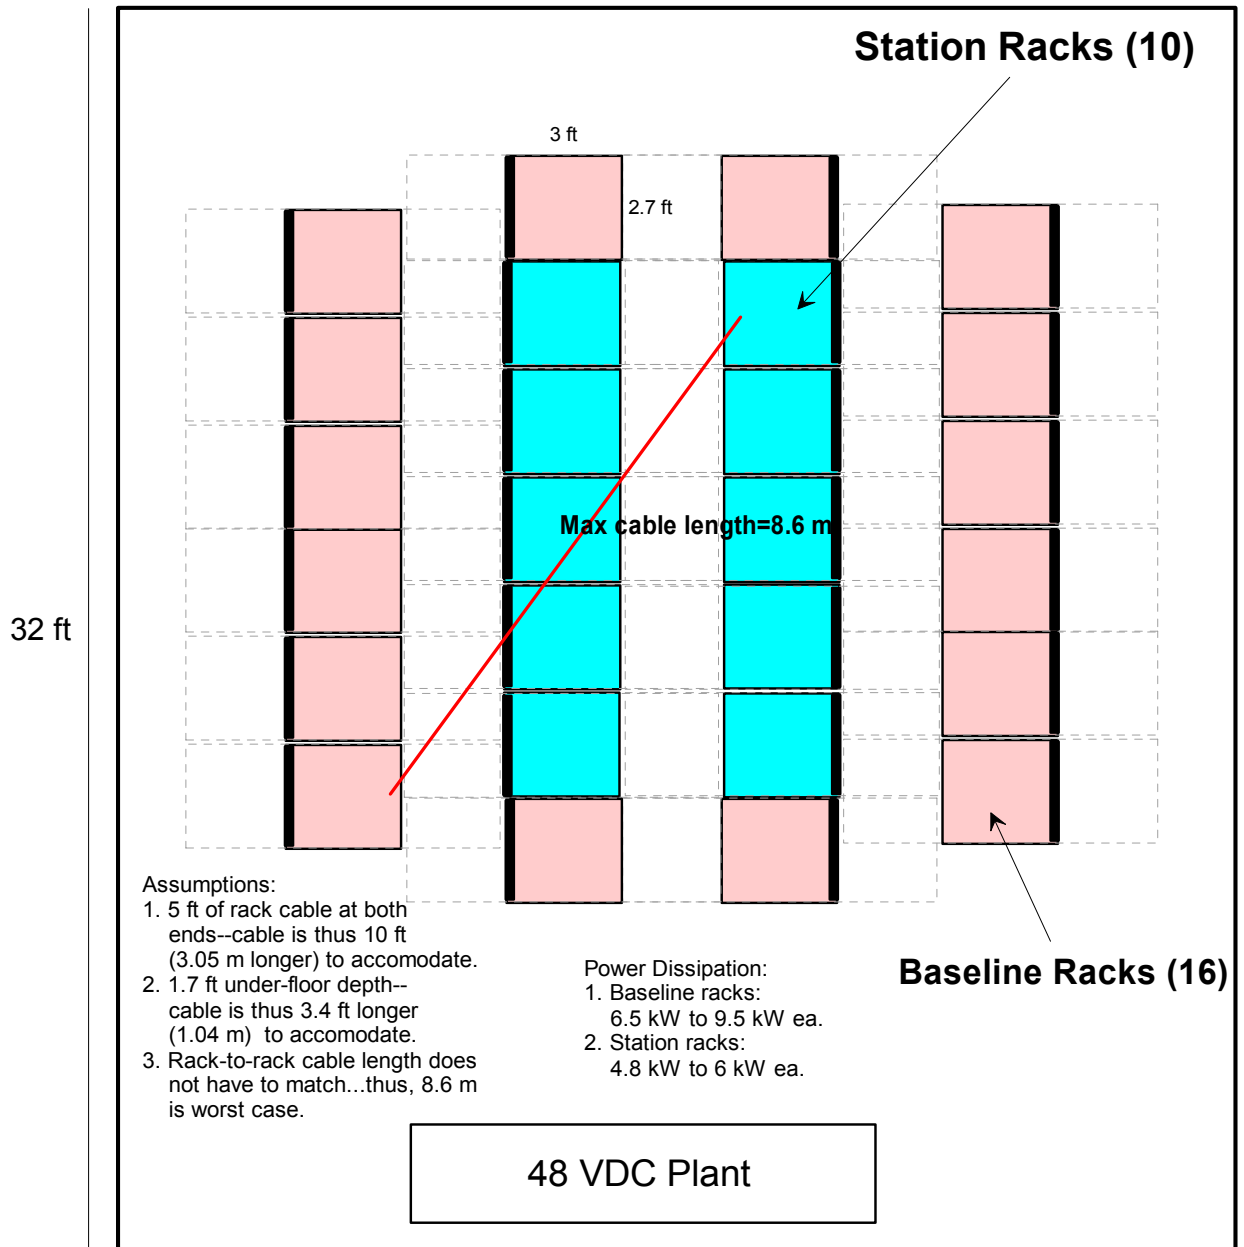 Station Racks (10)
3 ft
2.7 ft
Max cable length=8.6 m
32 ft
Assumptions:
1. 5 ft of rack cable at both
ends--cable is thus 10 ft
(3.05 m longer) to accomodate.
2. 1.7 ft under-floor depth--
cable is thus 3.4 ft longer
(1.04 m) to accomodate.
3. Rack-to-rack cable length does
not have to match...thus, 8.6 m
is worst case.
Power Dissipation:
1. Baseline racks:
6.5 kW to 9.5 kW ea.
2. Station racks:
4.8 kW to 6 kW ea.
Baseline Racks (16)
48 VDC Plant